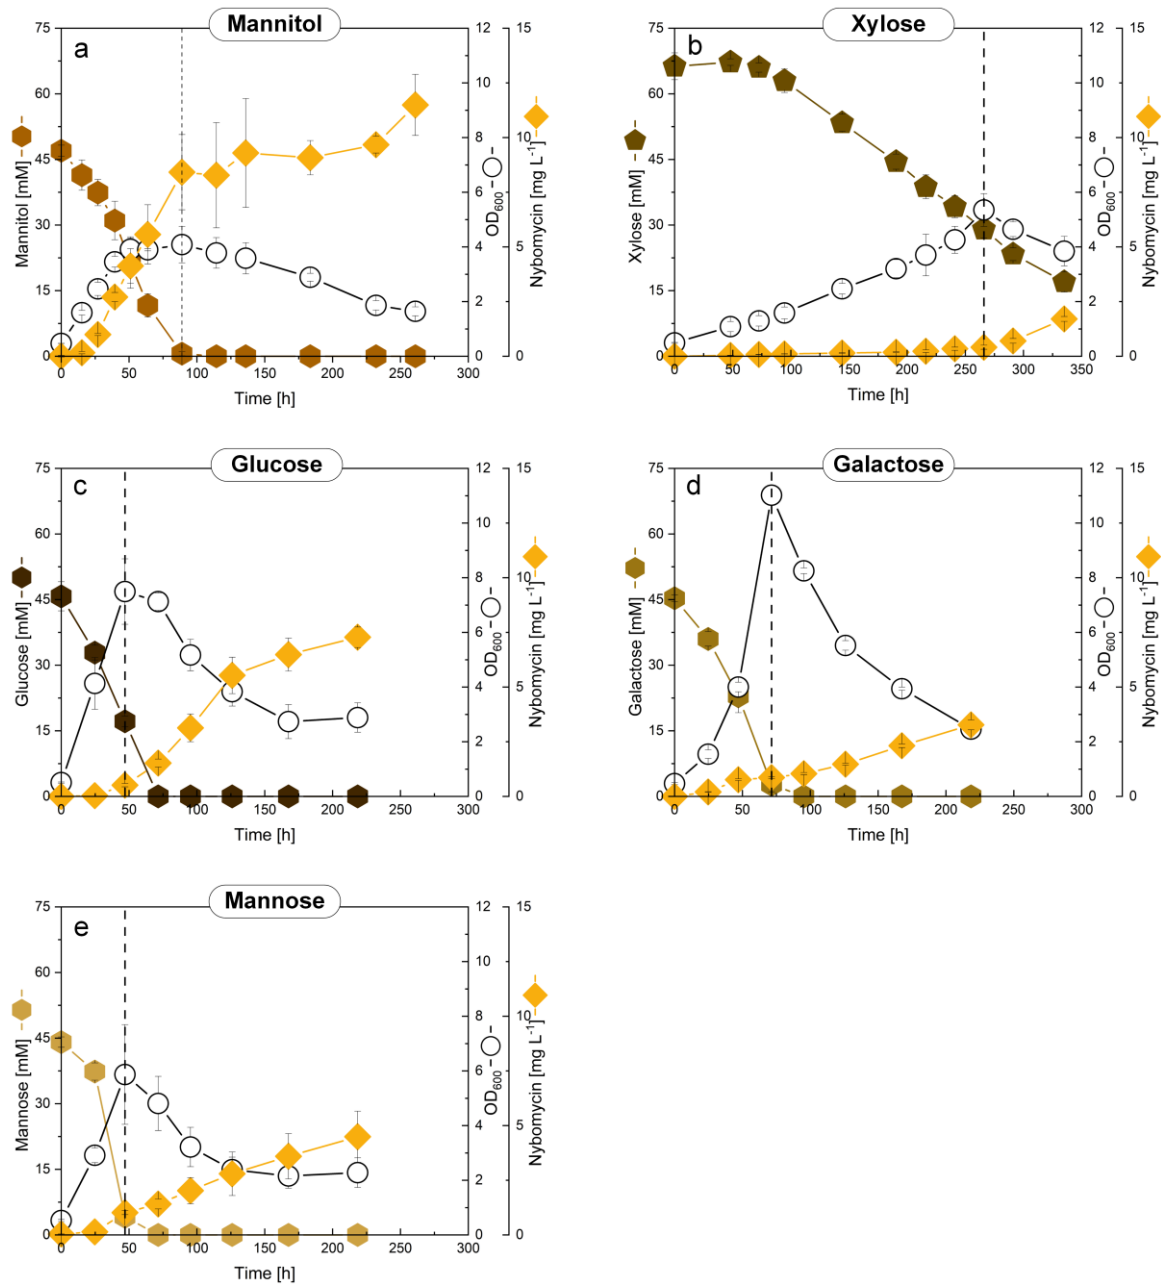 Mannitol
a
75
60
45
30
15
0
Mannitol [mM]
12
10
8
6
4
2
0
OD600
15
10
5
0
Nybomycin [mg L-1]
0 50 100 150 200 250 300
Time [h]
Xylose
b
75
60
45
30
15
0
Xylose [mM]
12
10
8
6
4
2
0
OD600
15
10
5
0
Nybomycin [mg L-1]
0 50 100 150 200 250 300 350
Time [h]
Glucose
c
75
60
45
30
15
0
Glucose [mM]
12
10
8
6
4
2
0
OD600
15
10
5
0
Nybomycin [mg L-1]
0 50 100 150 200 250 300
Time [h]
Galactose
d
75
60
45
30
15
0
Galactose [mM]
12
10
8
6
4
2
0
OD600
15
10
5
0
Nybomycin [mg L-1]
0 50 100 150 200 250 300
Time [h]
Mannose
e
75
60
45
30
15
0
Mannose [mM]
12
10
8
6
4
2
0
OD600
15
10
5
0
Nybomycin [mg L-1]
0 50 100 150 200 250 300
Time [h]